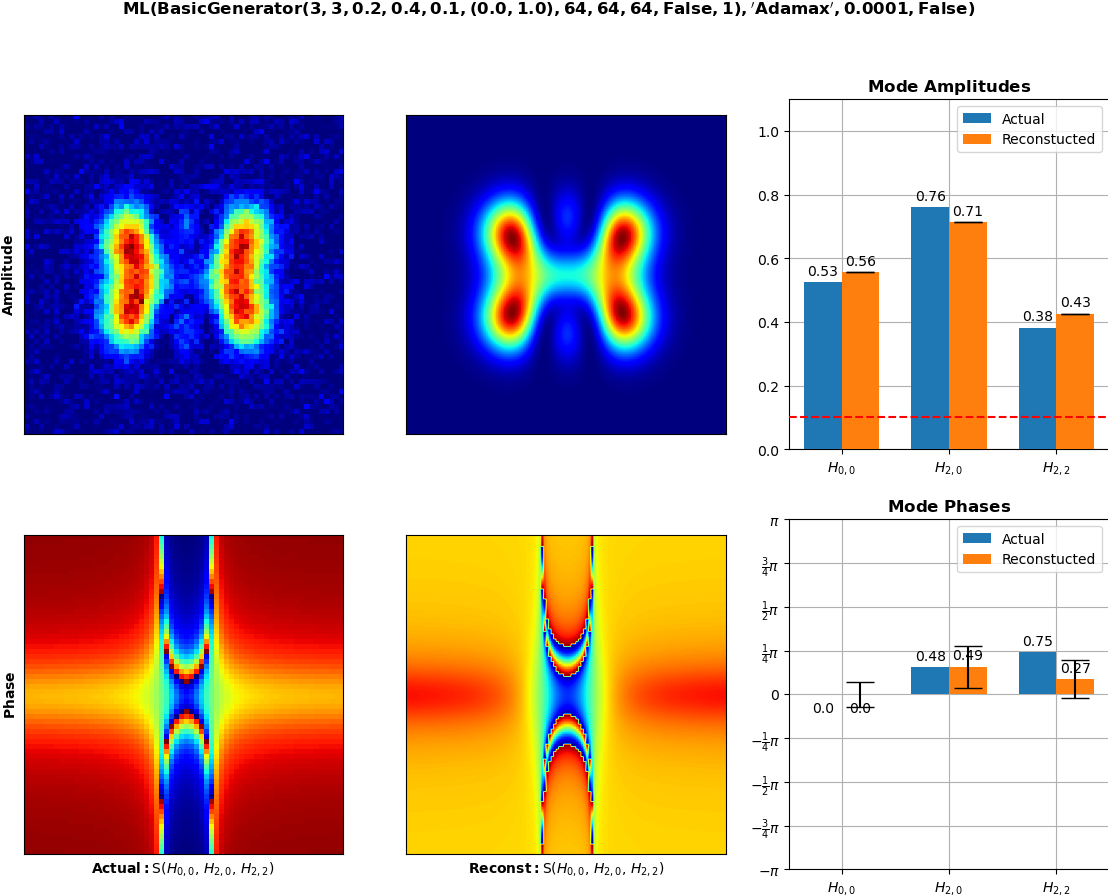 ML(BasicGenerator(3, 3, 0.2, 0.4, 0.1, (0.0, 1.0), 64, 64, 64, False, 1), ′Adamax′, 0.0001, False)
Amplitude
Mode Amplitudes
Actual
Reconstucted
1.0
0.8
0.6
0.4
0.2
0.0
0.53
0.56
0.76
0.71
0.38
0.43
H0, 0
H2, 0
H2, 2
Phase
Actual: S(H0, 0, H2, 0, H2, 2)
Reconst: S(H0, 0, H2, 0, H2, 2)
Mode Phases
Actual
Reconstucted
π
3/4π
1/2π
1/4π
0
−1/4π
−1/2π
−3/4π
−π
0.0
0.0
0.48
0.49
0.75
0.27
H0, 0
H2, 0
H2, 2